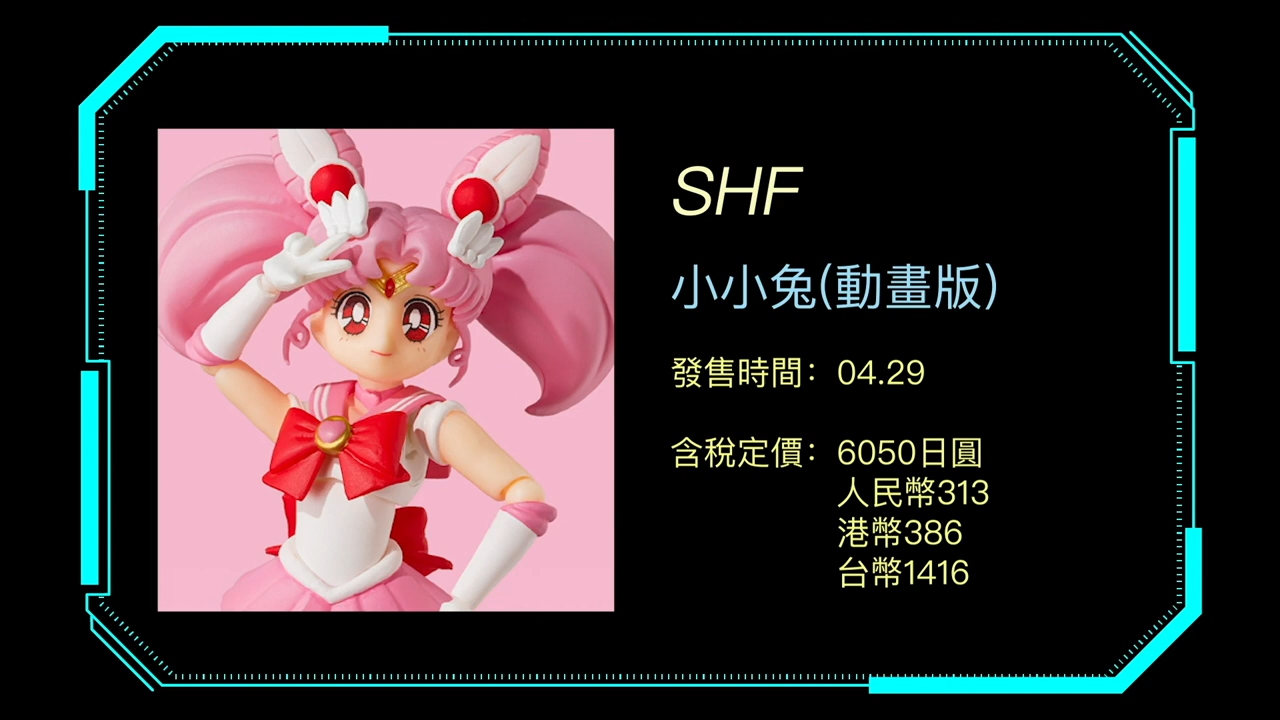 SHF
小小兔(動畫版)
發售時間：04.29
含稅定價：6050日圓
人民幣313
港幣386
台幣1416